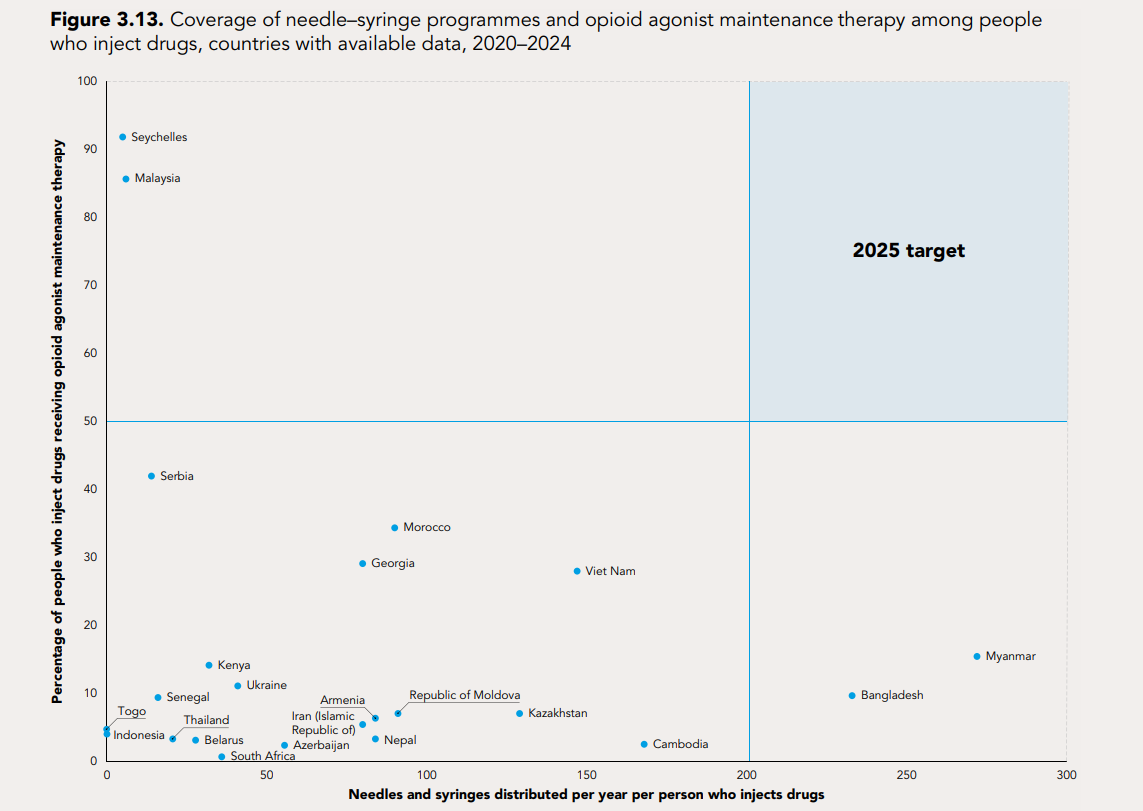 Figure 3.13. Coverage of needle–syringe programmes and opioid agonist maintenance therapy among people
who inject drugs, countries with available data, 2020–2024
Percentage of people who inject drugs receiving opioid agonist maintenance therapy
100
90
80
70
60
50
40
30
20
10
0
Seychelles
Malaysia
2025 target
Serbia
Morocco
Georgia
Viet Nam
Kenya
Myanmar
Ukraine
Senegal
Armenia
Republic of Moldova
Bangladesh
Togo
Thailand
Iran (Islamic
Republic of)
Kazakhstan
Indonesia
Belarus
Azerbaijan
Nepal
Cambodia
South Africa
0
50
100
150
200
250
300
Needles and syringes distributed per year per person who injects drugs